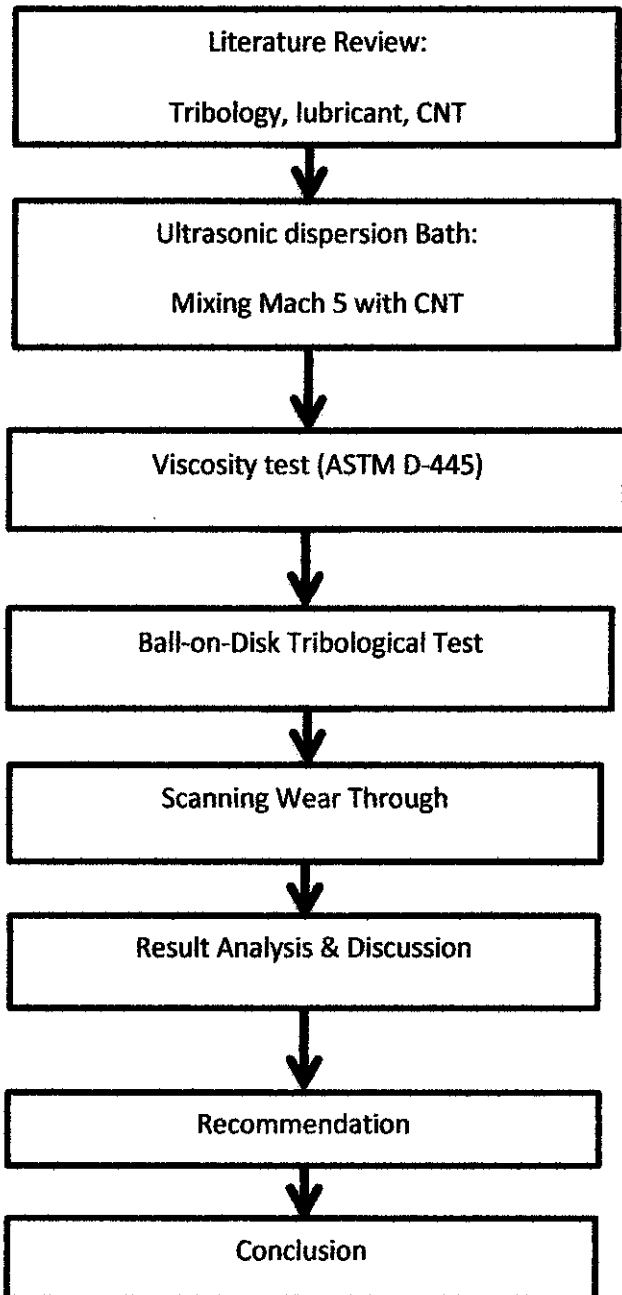 Literature Review:
Tribology, lubricant, CNT
Ultrasonic dispersion Bath:
Mixing Mach 5 with CNT
Viscosity test (ASTM D-445)
Ball-on-Disk Tribological Test
Scanning Wear Through
Result Analysis & Discussion
Recommendation
Conclusion